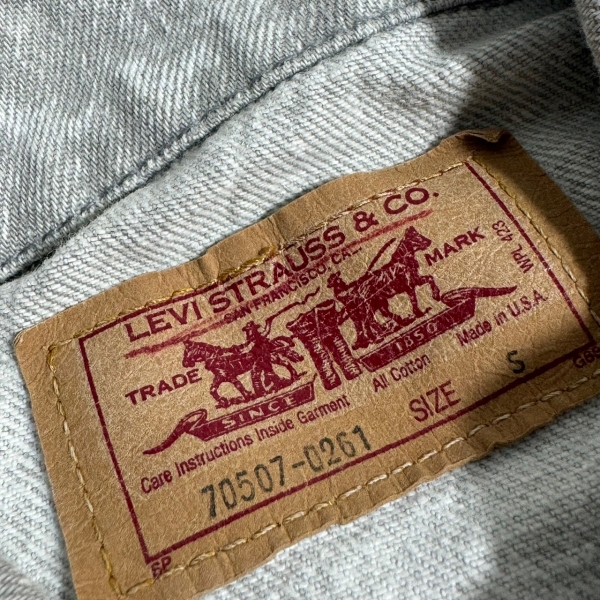 LEVI STRAUSS & CO.
SAN FRANCISCO, CAL.
TRADE MARK
WPL 423
SINCE 1850
Made in U.S.A.
Care Instructions Inside Garment All Cotton
70507-0261 SIZE S
SP